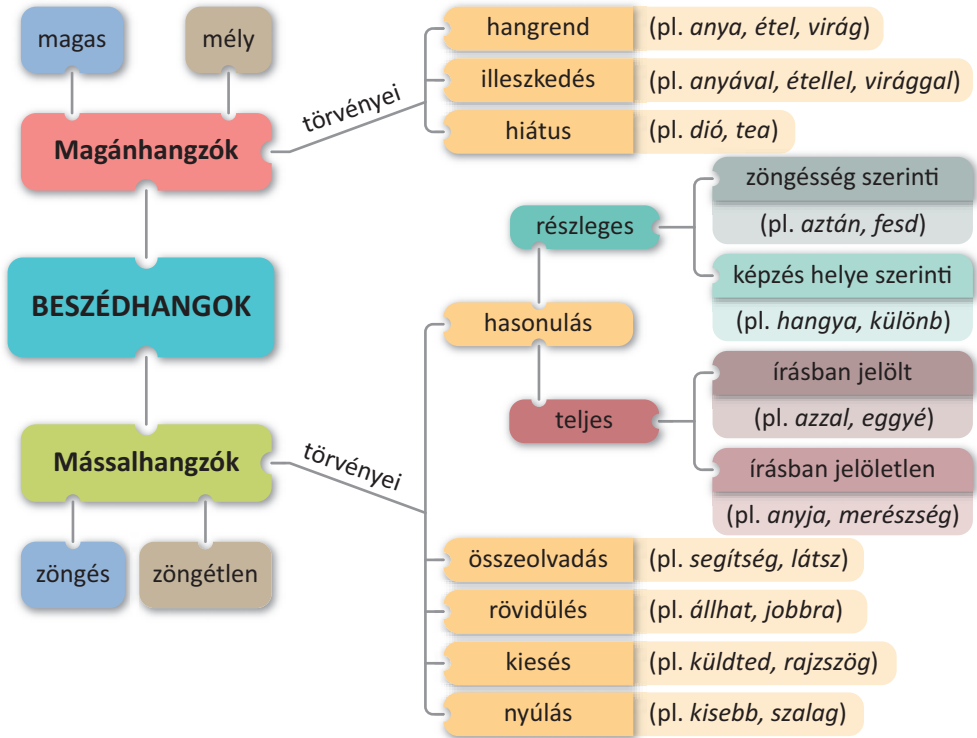 magas
mély
Magánhangzók
törvényei
hangrend
(pl. anya, étel, virág)
illeszkedés
(pl. anyával, étellel, virággal)
hiátus
(pl. dió, tea)
BESZÉDHANGOK
Mássalhangzók
zöngés
zöngétlen
törvényei
hasonulás
részleges
zöngésség szerinti
(pl. aztán, fesd)
képzés helye szerinti
(pl. hangya, különb)
teljes
írásban jelölt
(pl. azzal, eggyé)
írásban jelöletlen
(pl. anyja, merészség)
összeolvadás
(pl. segítség, látsz)
rövidülés
(pl. állhat, jobbra)
kiesés
(pl. küldted, rajzszög)
nyúlás
(pl. kisebb, szalag)